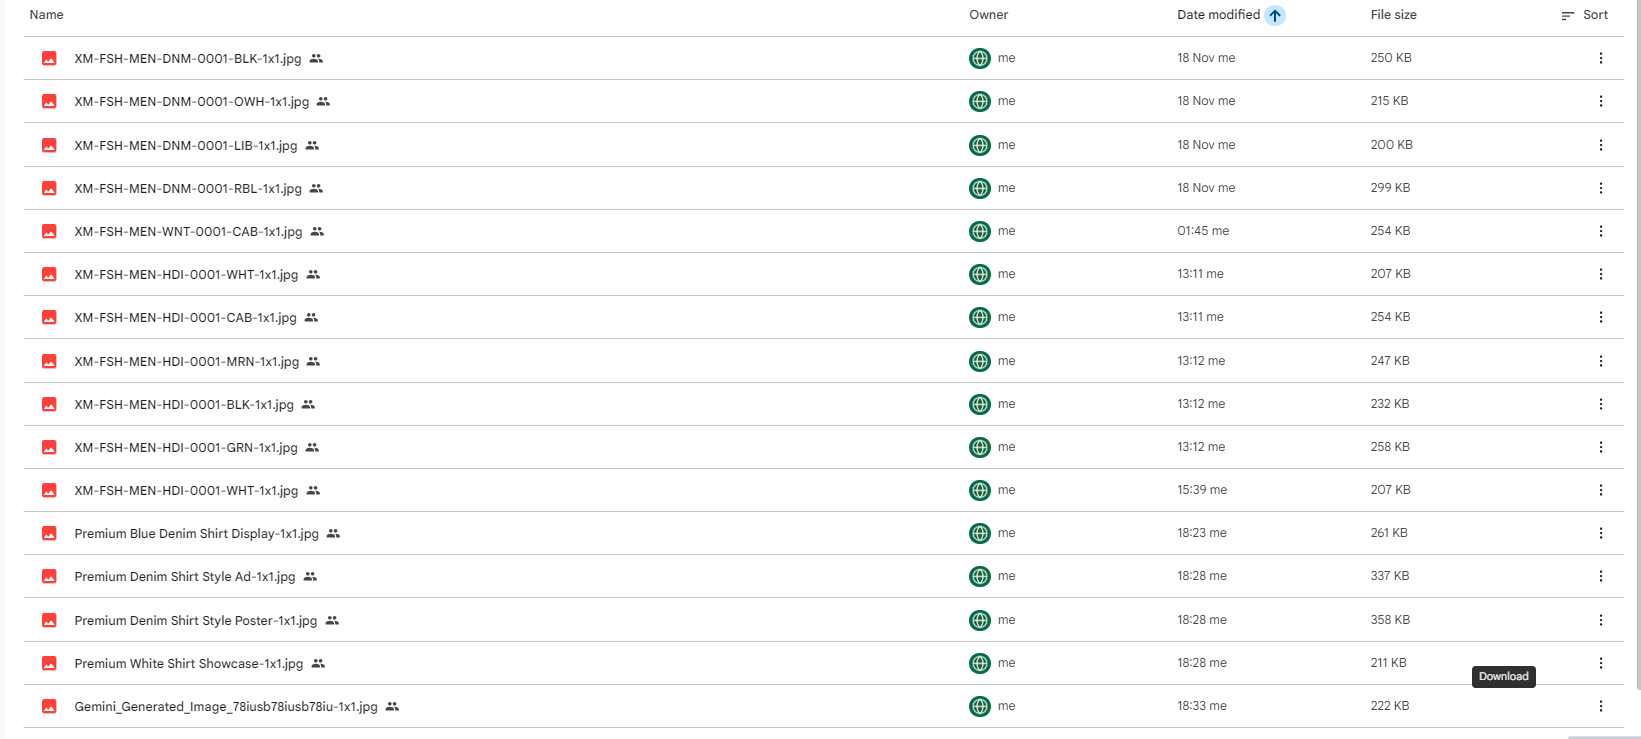 Name Owner Date modified File size Sort
XM-FSH-MEN-DNM-0001-BLK-1x1.jpg me 18 Nov me 250 KB
XM-FSH-MEN-DNM-0001-OWH-1x1.jpg me 18 Nov me 215 KB
XM-FSH-MEN-DNM-0001-LIB-1x1.jpg me 18 Nov me 200 KB
XM-FSH-MEN-DNM-0001-RBL-1x1.jpg me 18 Nov me 299 KB
XM-FSH-MEN-WNT-0001-CAB-1x1.jpg me 01:45 me 254 KB
XM-FSH-MEN-HDI-0001-WHT-1x1.jpg me 13:11 me 207 KB
XM-FSH-MEN-HDI-0001-CAB-1x1.jpg me 13:11 me 254 KB
XM-FSH-MEN-HDI-0001-MRN-1x1.jpg me 13:12 me 247 KB
XM-FSH-MEN-HDI-0001-BLK-1x1.jpg me 13:12 me 232 KB
XM-FSH-MEN-HDI-0001-GRN-1x1.jpg me 13:12 me 258 KB
XM-FSH-MEN-HDI-0001-WHT-1x1.jpg me 15:39 me 207 KB
Premium Blue Denim Shirt Display-1x1.jpg me 18:23 me 261 KB
Premium Denim Shirt Style Ad-1x1.jpg me 18:28 me 337 KB
Premium Denim Shirt Style Poster-1x1.jpg me 18:28 me 358 KB
Premium White Shirt Showcase-1x1.jpg me 18:28 me 211 KB
Download
Gemini_Generated_Image_78iusb78iusb78iu-1x1.jpg me 18:33 me 222 KB